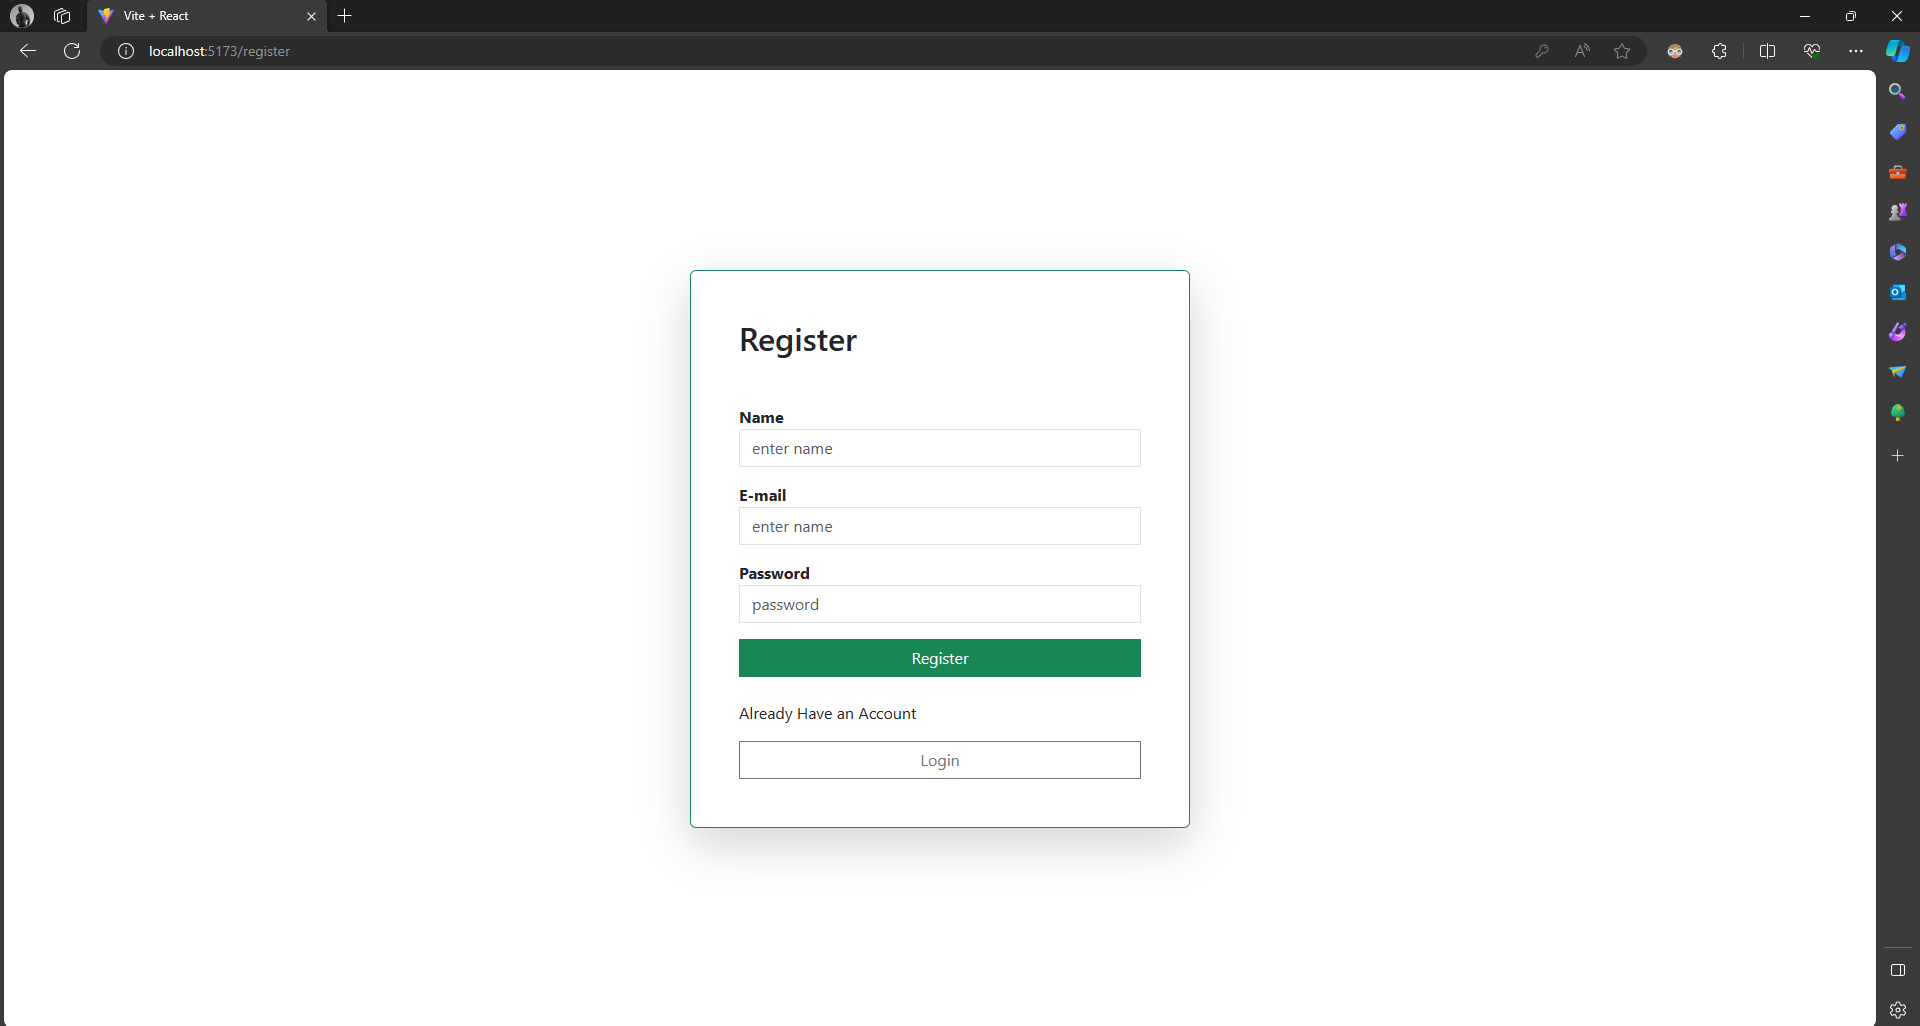 Vite + React
localhost:5173/register
Register
Name
enter name
E-mail
enter name
Password
password
Register
Already Have an Account
Login